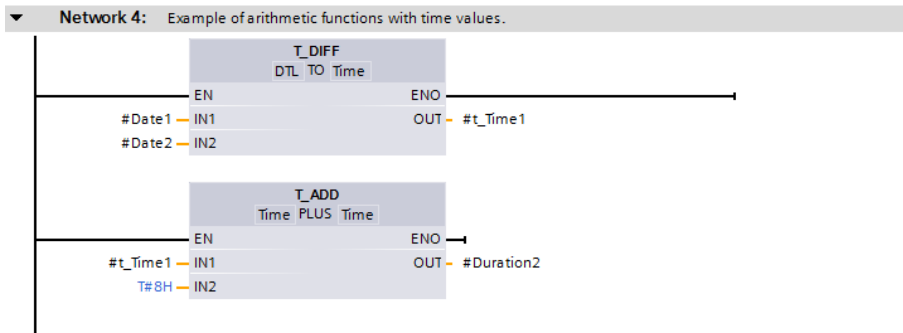 Network 4: Example of arithmetic functions with time values.
T_DIFF
DTL TO Time
EN ENO
#Date1 IN1 OUT #t_Time1
#Date2 IN2
T_ADD
Time PLUS Time
EN ENO
#t_Time1 IN1 OUT #Duration2
T#8H IN2